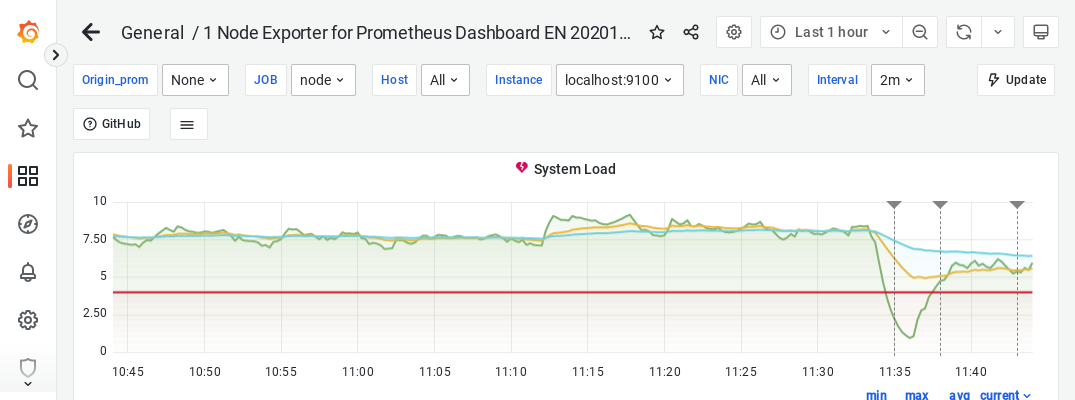 General / 1 Node Exporter for Prometheus Dashboard EN 20201... Last 1 hour
Origin_prom None JOB node Host All Instance localhost:9100 NIC All Interval 2m Update
GitHub
System Load
10
7.50
5
2.50
0
10:45 10:50 10:55 11:00 11:05 11:10 11:15 11:20 11:25 11:30 11:35 11:40
min max avg current